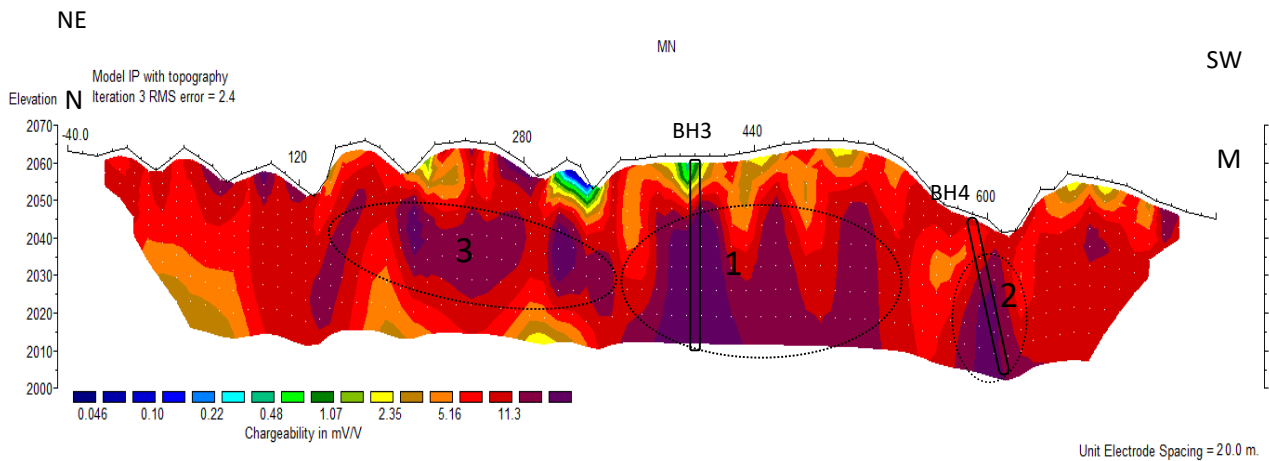 NE
MN
SW
Model IP with topography
Elevation N Iteration 3 RMS error = 2.4
2070 -40.0 120 280 BH3 440 BH4 600 M
2060
2050
2040
2030
2020
2010
2000
3 1 2
0.046 0.10 0.22 0.48 1.07 2.35 5.16 11.3
Chargeability in mV/V
Unit Electrode Spacing = 20.0 m.